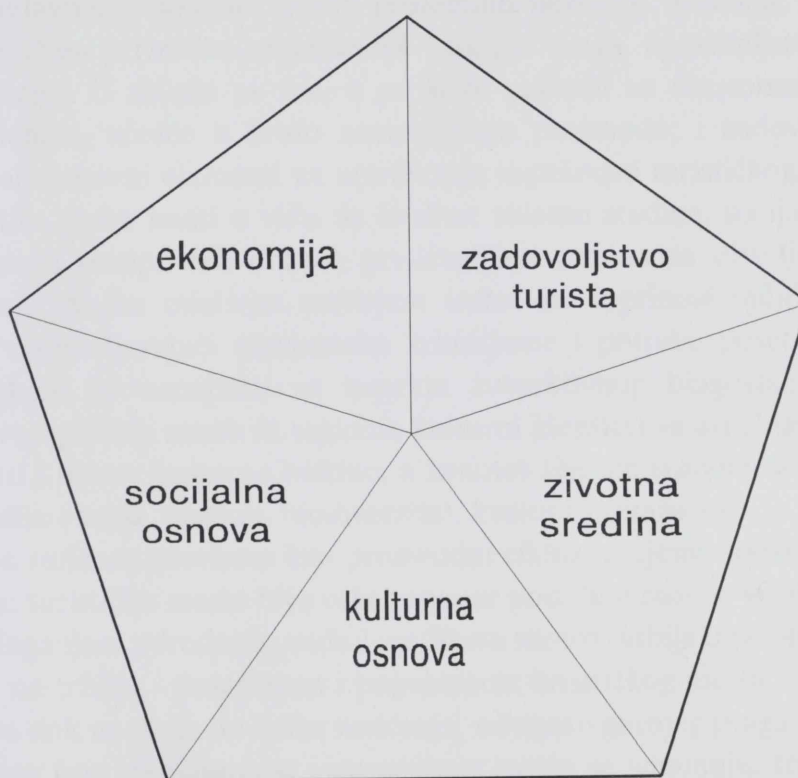 ekonomija
zadovoljstvo
turista
socijalna
osnova
zivotna
sredina
kulturna
osnova